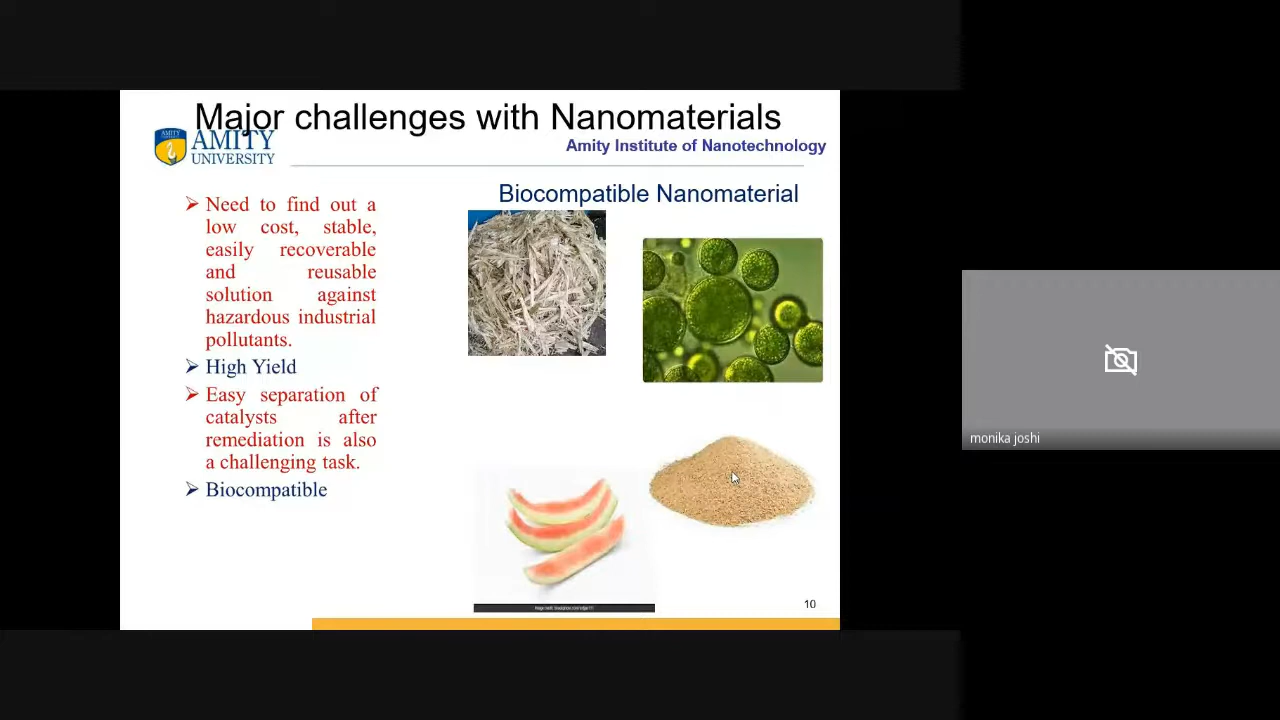 Major challenges with Nanomaterials
AMITY
AMITY
UNIVERSITY
Amity Institute of Nanotechnology
Need to find out a
low cost, stable,
easily recoverable
and reusable
solution against
hazardous industrial
pollutants.
High Yield
Easy separation of
catalysts after
remediation is also
a challenging task.
Biocompatible
Biocompatible Nanomaterial
10
monika joshi